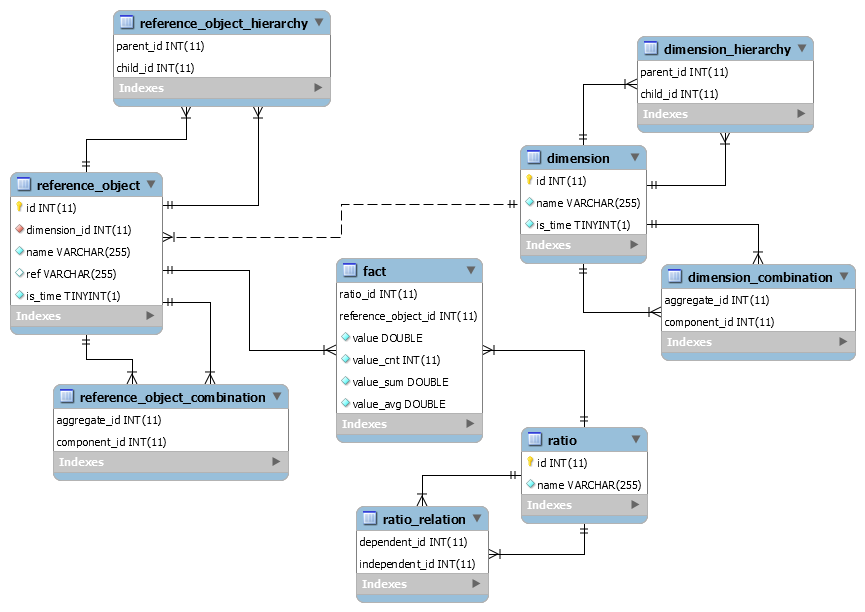 reference_object_hierarchy
parent_id INT(11)
child_id INT(11)
Indexes
dimension_hierarchy
parent_id INT(11)
child_id INT(11)
Indexes
dimension
id INT(11)
name VARCHAR(255)
is_time TINYINT(1)
Indexes
reference_object
id INT(11)
dimension_id INT(11)
name VARCHAR(255)
ref VARCHAR(255)
is_time TINYINT(1)
Indexes
fact
ratio_id INT(11)
reference_object_id INT(11)
value DOUBLE
value_cnt INT(11)
value_sum DOUBLE
value_avg DOUBLE
Indexes
dimension_combination
aggregate_id INT(11)
component_id INT(11)
Indexes
reference_object_combination
aggregate_id INT(11)
component_id INT(11)
Indexes
ratio
id INT(11)
name VARCHAR(255)
Indexes
ratio_relation
dependent_id INT(11)
independent_id INT(11)
Indexes